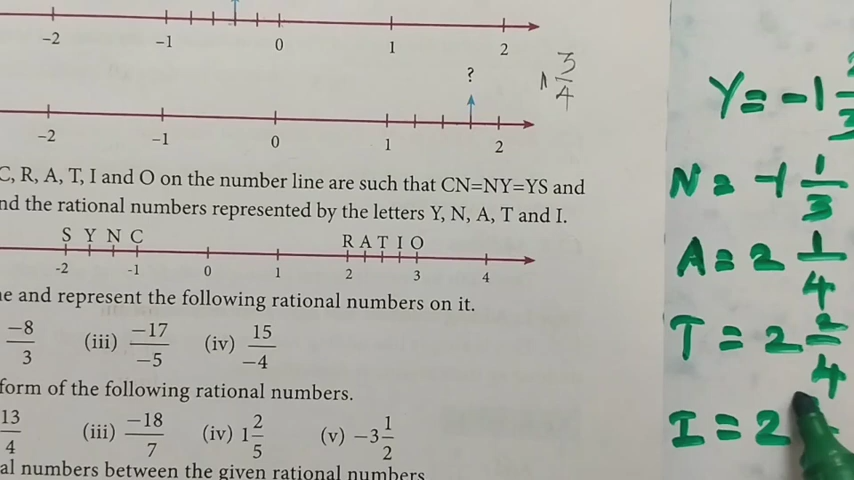 -2 -1 0 1 2
?
1 3/4
-2 -1 0 1 2
C, R, A, T, I and O on the number line are such that CN=NY=YS and
nd the rational numbers represented by the letters Y, N, A, T and I.
S Y N C R A T I O
-2 -1 0 1 2 3 4
e and represent the following rational numbers on it.
-8/3 (iii) -17/-5 (iv) 15/-4
form of the following rational numbers.
13/4 (iii) -18/7 (iv) 1 2/5 (v) -3 1/2
al numbers between the given rational numbers
Y = -1 2/3
N = -1 1/3
A = 2 1/4
T = 2 2/4
I = 2